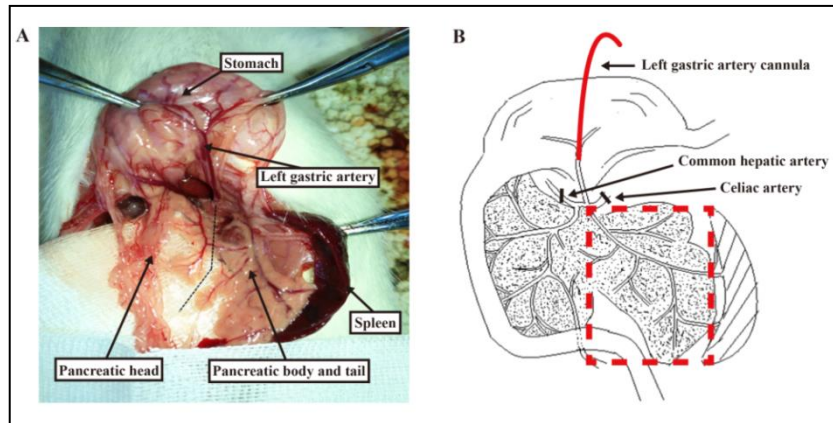 A
Stomach
Left gastric artery
Spleen
Pancreatic head
Pancreatic body and tail
B
Left gastric artery cannula
Common hepatic artery
Celiac artery